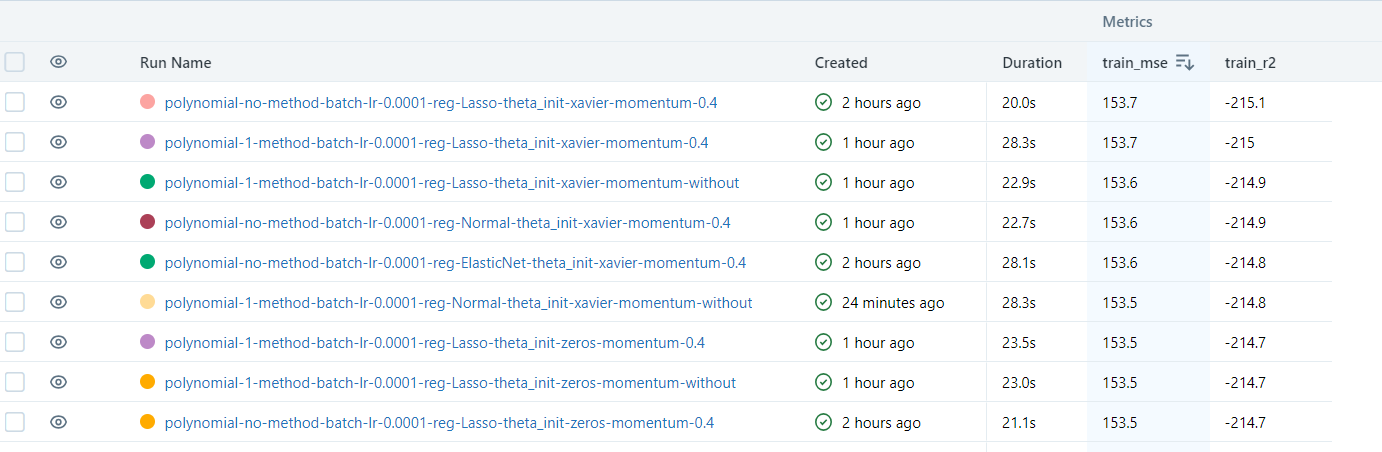 Metrics
Run Name Created Duration train_mse train_r2
polynomial-no-method-batch-lr-0.0001-reg-Lasso-theta_init-xavier-momentum-0.4 2 hours ago 20.0s 153.7 -215.1
polynomial-1-method-batch-lr-0.0001-reg-Lasso-theta_init-xavier-momentum-0.4 1 hour ago 28.3s 153.7 -215
polynomial-1-method-batch-lr-0.0001-reg-Lasso-theta_init-xavier-momentum-without 1 hour ago 22.9s 153.6 -214.9
polynomial-no-method-batch-lr-0.0001-reg-Normal-theta_init-xavier-momentum-0.4 1 hour ago 22.7s 153.6 -214.9
polynomial-no-method-batch-lr-0.0001-reg-ElasticNet-theta_init-xavier-momentum-0.4 2 hours ago 28.1s 153.6 -214.8
polynomial-1-method-batch-lr-0.0001-reg-Normal-theta_init-xavier-momentum-without 24 minutes ago 28.3s 153.5 -214.8
polynomial-1-method-batch-lr-0.0001-reg-Lasso-theta_init-zeros-momentum-0.4 1 hour ago 23.5s 153.5 -214.7
polynomial-1-method-batch-lr-0.0001-reg-Lasso-theta_init-zeros-momentum-without 1 hour ago 23.0s 153.5 -214.7
polynomial-no-method-batch-lr-0.0001-reg-Lasso-theta_init-zeros-momentum-0.4 2 hours ago 21.1s 153.5 -214.7